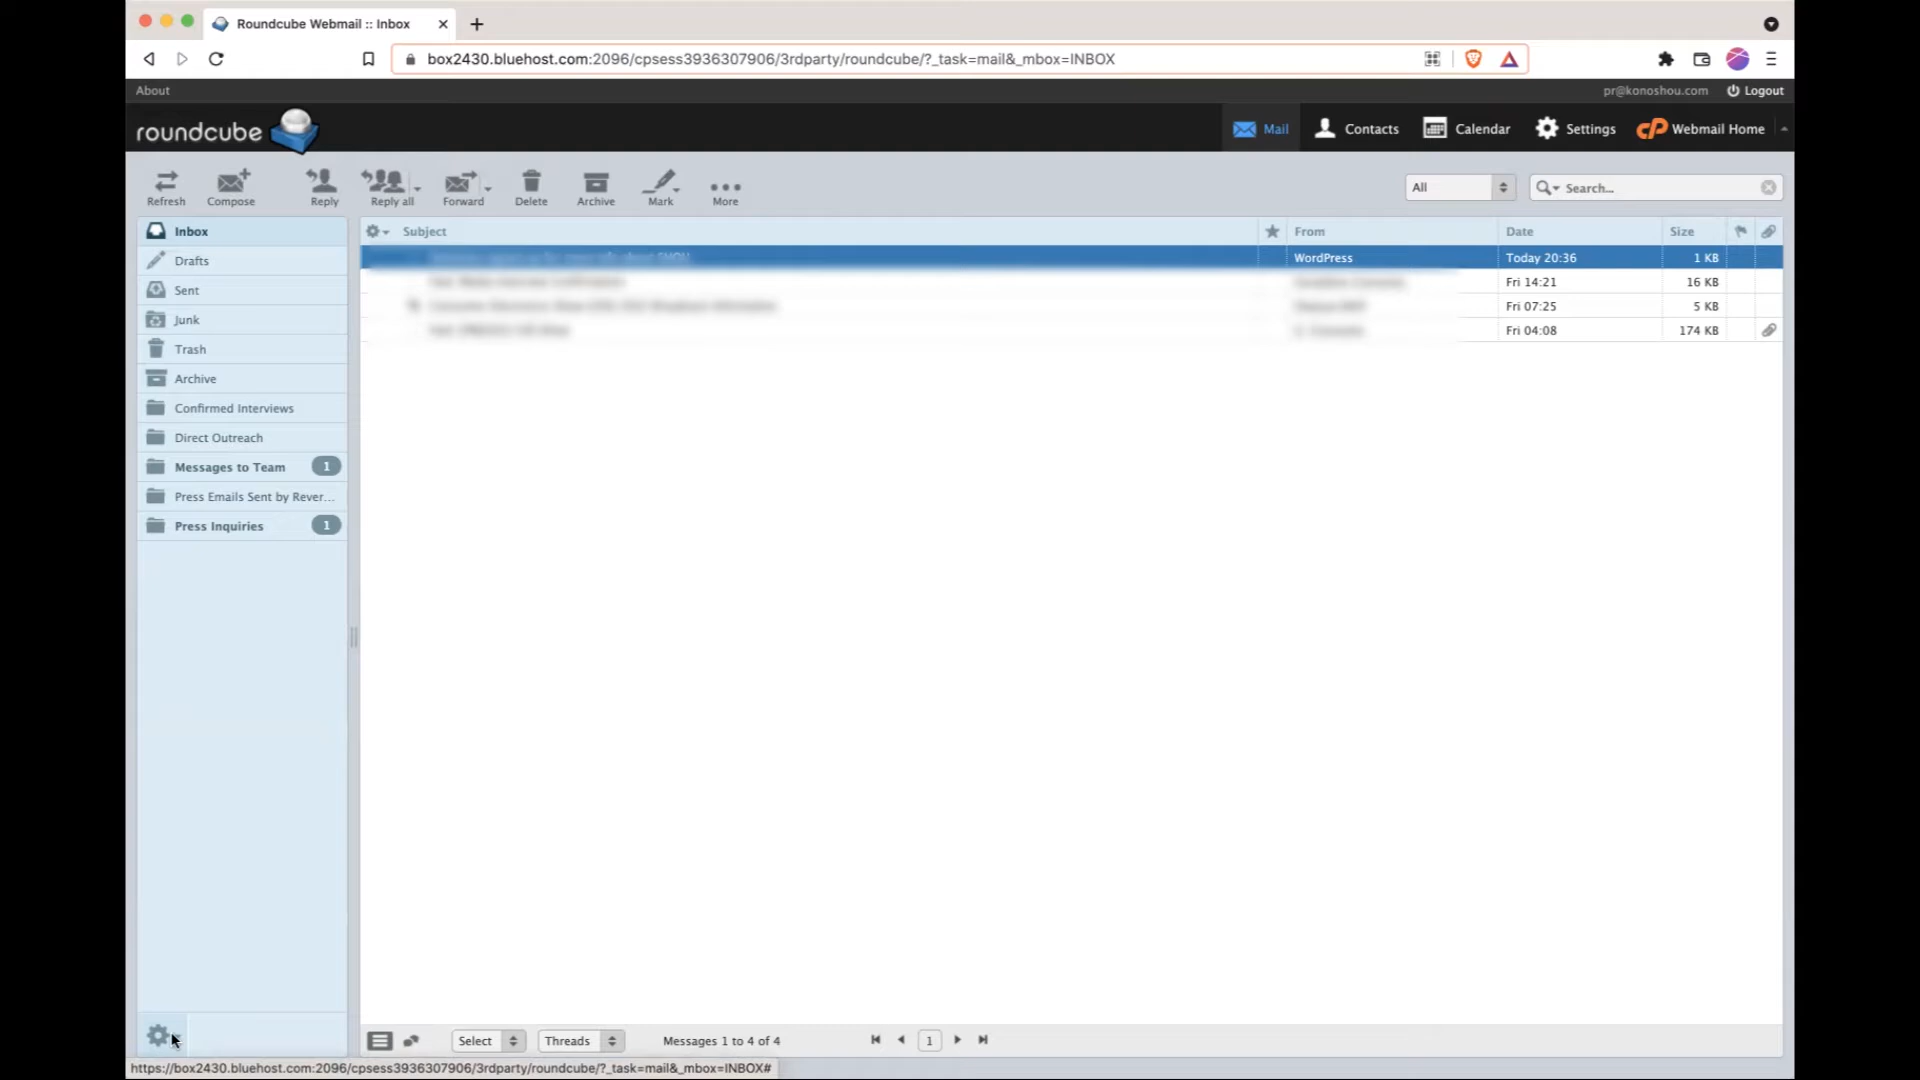 Roundcube Webmail :: Inbox
box2430.bluehost.com:2096/cpsess3936307906/3rdparty/roundcube/?_task=mail&_mbox=INBOX
About
pr@konoshou.com
Logout
roundcube
Mail
Contacts
Calendar
Settings
cP Webmail Home
Refresh
Compose
Reply
Reply all
Forward
Delete
Archive
Mark
More
All
Search...
Inbox
Drafts
Sent
Junk
Trash
Archive
Confirmed Interviews
Direct Outreach
Messages to Team 1
Press Emails Sent by Rever...
Press Inquiries 1
Subject From Date Size
WordPress Today 20:36 1 KB
Fri 14:21 16 KB
Fri 07:25 5 KB
Fri 04:08 174 KB
Select
Threads
Messages 1 to 4 of 4
1
https://box2430.bluehost.com:2096/cpsess3936307906/3rdparty/roundcube/?_task=mail&_mbox=INBOX#